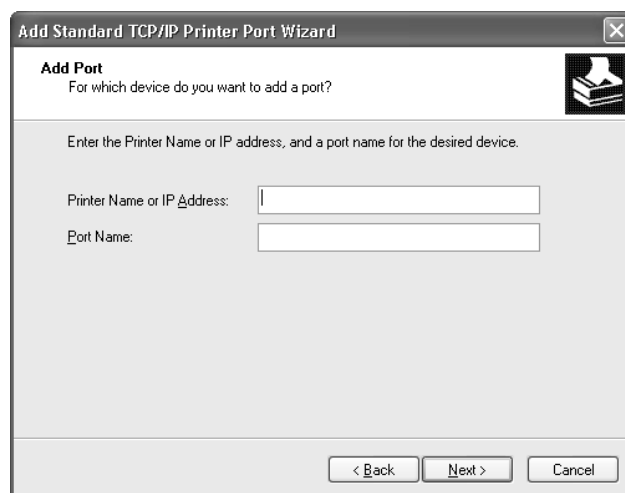 Add Standard TCP/IP Printer Port Wizard
Add Port
For which device do you want to add a port?
Enter the Printer Name or IP address, and a port name for the desired device.
Printer Name or IP Address:
Port Name:
< Back
Next >
Cancel